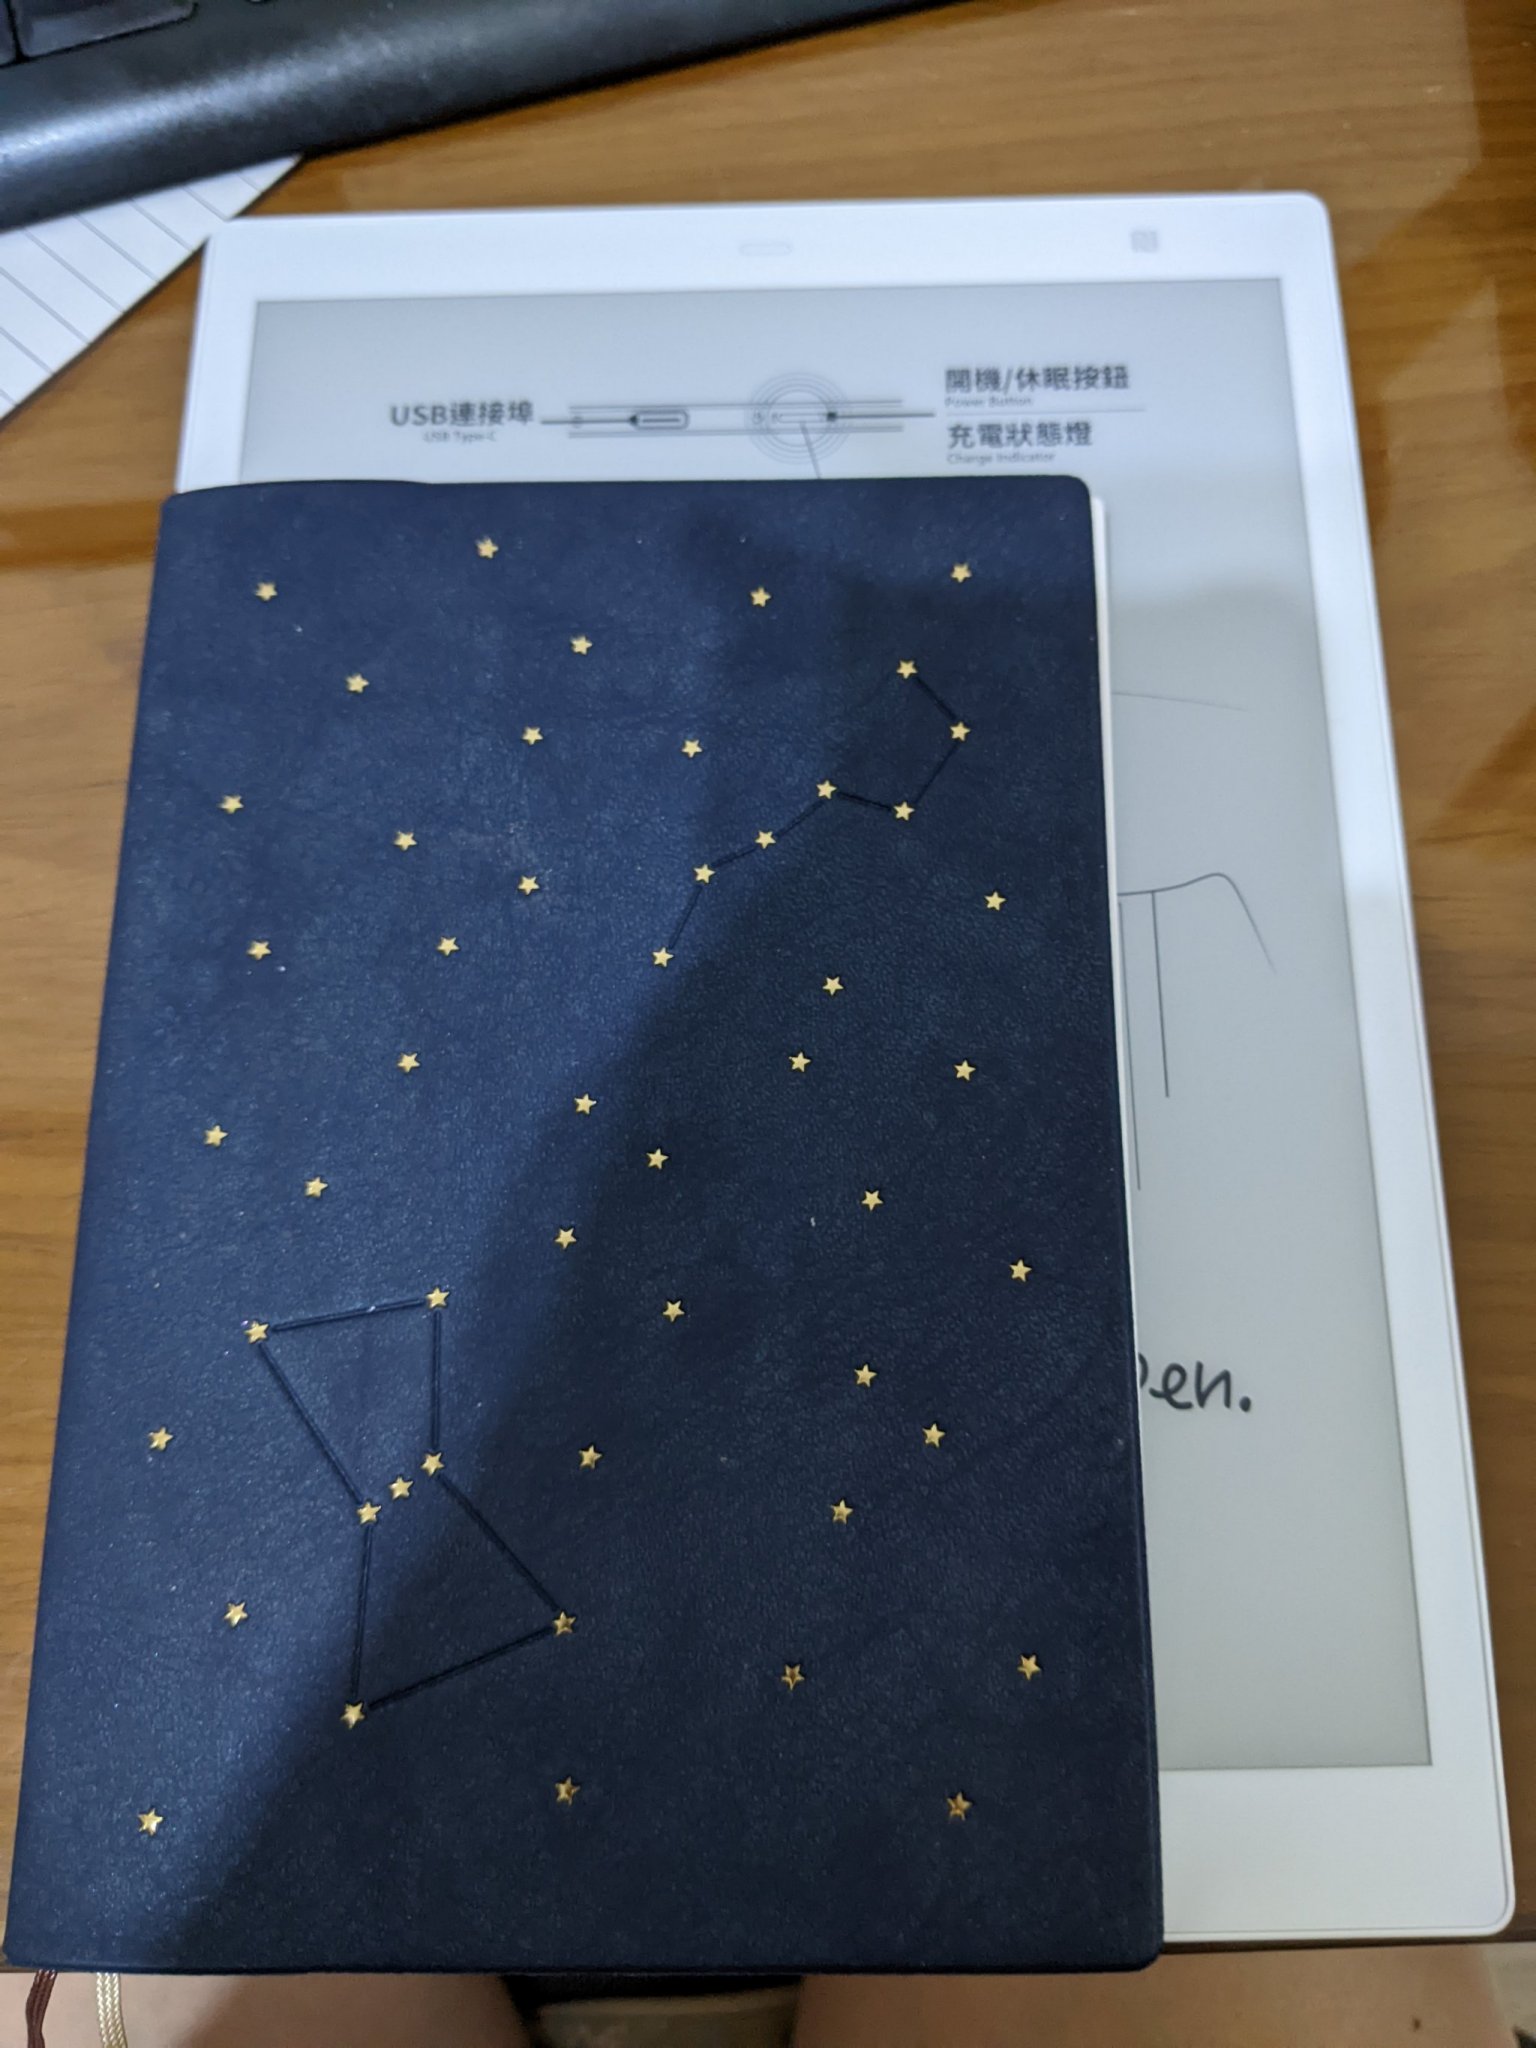 USB連接埠
USB Type-C
開機/休眠按鈕
Power Button
充電狀態燈
Charge Indicator